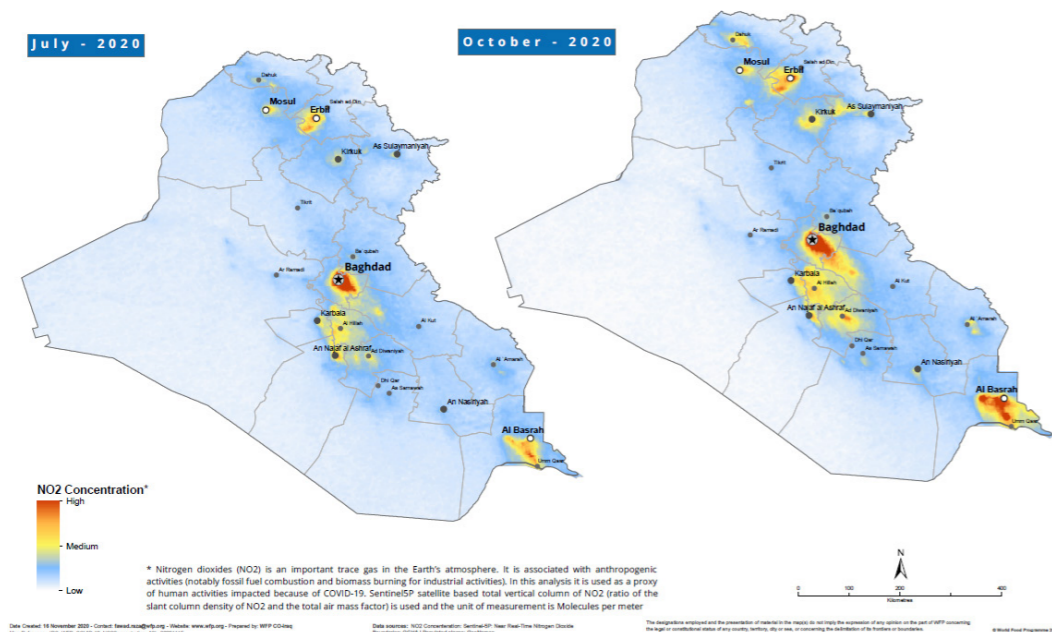 July - 2020
Dahuk
Mosul
Erbil
Salah ad Din
Kirkuk
As Sulaymaniyah
Tikrit
Ba`qubah
Ar Ramadi
Baghdad
Karbala
Al Hillah
Al Kut
An Najaf al Ashraf
Ad Diwaniyah
Al `Amarah
Dhi Qar
As Samawah
An Nasiriyah
Al Basrah
Umm Qasr
October - 2020
Dahuk
Mosul
Erbil
Salah ad Din
Kirkuk
As Sulaymaniyah
Tikrit
Ba`qubah
Ar Ramadi
Baghdad
Karbala
Al Hillah
Al Kut
An Najaf al Ashraf
Ad Diwaniyah
Al `Amarah
Dhi Qar
As Samawah
An Nasiriyah
Al Basrah
Umm Qasr
NO2 Concentration*
High
Medium
Low
* Nitrogen dioxides (NO2) is an important trace gas in the Earth's atmosphere. It is associated with anthropogenic
activities (notably fossil fuel combustion and biomass burning for industrial activities). In this analysis it is used as a proxy
of human activities impacted because of COVID-19. Sentinel5P satellite based total vertical column of NO2 (ratio of the
slant column density of NO2 and the total air mass factor) is used and the unit of measurement is Molecules per meter
N
0 200 400
Kilometres
Date Created: 16 November 2020 - Contact: fawad.raza@wfp.org - Website: www.wfp.org - Prepared by: WFP CO-Iraq
Data sources: NO2 Concentration: Sentinel-5P: Near Real-Time Nitrogen Dioxide
The designations employed and the presentation of material in the map(s) do not imply the expression of any opinion on the part of WFP concerning
the legal or constitutional status of any country, territory, city or sea, or concerning the delimitation of its frontiers or boundaries.
© World Food Programme